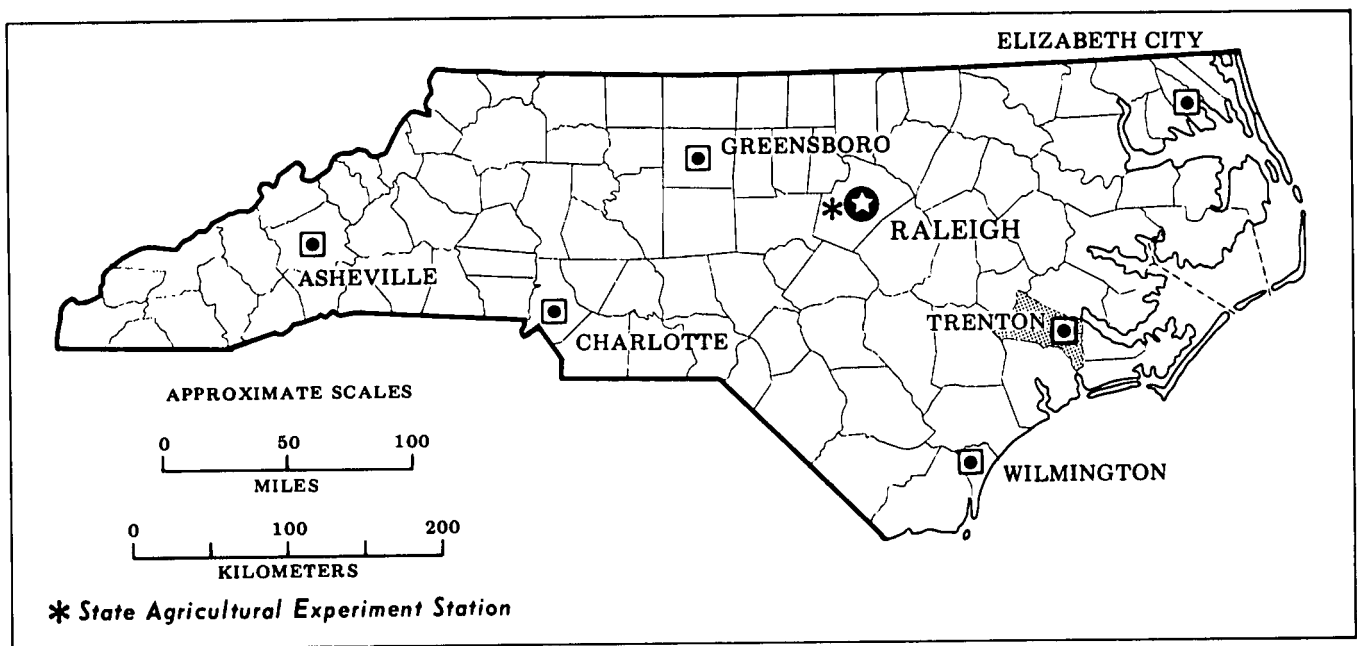 ELIZABETH CITY
GREENSBORO
RALEIGH
ASHEVILLE
TRENTON
CHARLOTTE
APPROXIMATE SCALES
0 50 100
MILES
WILMINGTON
0 100 200
KILOMETERS
* State Agricultural Experiment Station